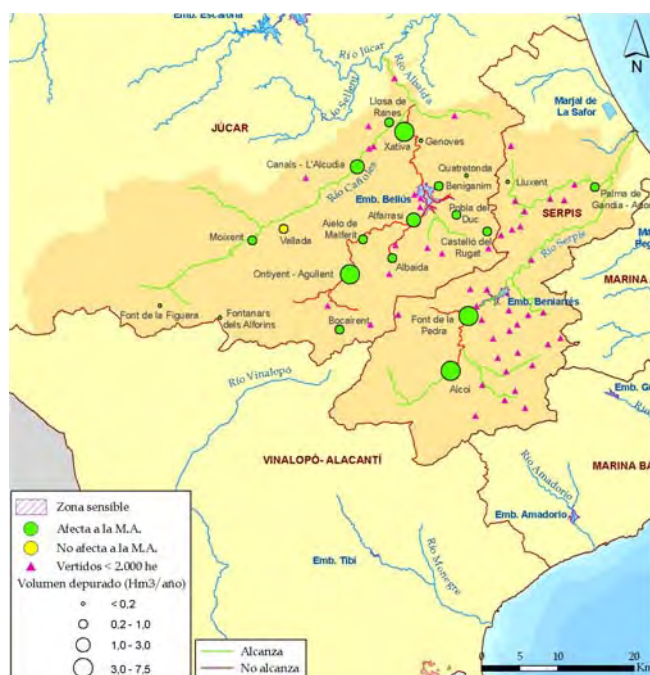 Emb. Escalona
Río Júcar
Río Albaida
Río Sellent
N
Llosa de
Ranes
Marjal de
La Safor
JÚCAR
Xativa
Genoves
Canals - L'Alcudia
Quatretonda
Río Cañoles
Beniganim
Lluxent
Emb. Bellús
Palma de
Gandia - Ador
Pobla del
Duc
Alfarrasi
SERPIS
Aielo de
Malferit
Moixent
Vallada
Castelló del
Rugat
Río Serpis
Albaida
Ontiyent - Agullent
MARINA
Emb. Beniarrés
Font de la Figuera
Fontanars
dels Alforins
Bocairent
Font de la
Pedra
Río Vinalopó
Alcoi
VINALOPÓ- ALACANTÍ
MARINA BA
Río Amadorio
Emb. Amadorio
Emb. Tibi
Río Monegre
Zona sensible
Afecta a la M.A.
No afecta a la M.A.
Vertidos < 2.000 he
Volumen depurado (Hm3/año)
< 0,2
0,2 - 1,0
1,0 - 3,0
3,0 - 7,5
Alcanza
No alcanza
0 5 10 20
Km